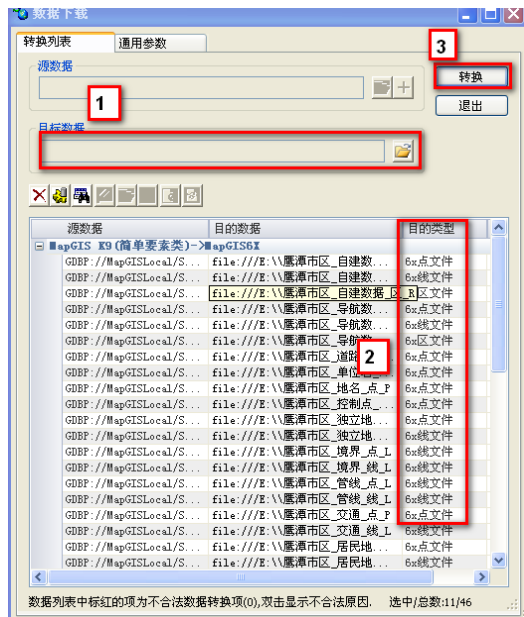 数据下载
转换列表
通用参数
3
源数据
转换
1
退出
目标数据
源数据 目的数据 目的类型
MapGIS K9(简单要素类)->MapGIS6X
GDBP://MapGISLocal/S... file:///E:\\鹰潭市区_自建数... 6x点文件
GDBP://MapGISLocal/S... file:///E:\\鹰潭市区_自建数... 6x线文件
GDBP://MapGISLocal/S... file:///E:\\鹰潭市区_自建数据_区_R 区文件
GDBP://MapGISLocal/S... file:///E:\\鹰潭市区_导航数... 6x点文件
GDBP://MapGISLocal/S... file:///E:\\鹰潭市区_导航数... 6x线文件
GDBP://MapGISLocal/S... file:///E:\\鹰潭市区_导航数 6x区文件
GDBP://MapGISLocal/S... file:///E:\\鹰潭市区_道路 2 6x点文件
GDBP://MapGISLocal/S... file:///E:\\鹰潭市区_单位 6x点文件
GDBP://MapGISLocal/S... file:///E:\\鹰潭市区_地名_点_P 6x点文件
GDBP://MapGISLocal/S... file:///E:\\鹰潭市区_控制点_... 6x点文件
GDBP://MapGISLocal/S... file:///E:\\鹰潭市区_独立地... 6x点文件
GDBP://MapGISLocal/S... file:///E:\\鹰潭市区_独立地... 6x线文件
GDBP://MapGISLocal/S... file:///E:\\鹰潭市区_境界_点_L 6x线文件
GDBP://MapGISLocal/S... file:///E:\\鹰潭市区_境界_线_L 6x线文件
GDBP://MapGISLocal/S... file:///E:\\鹰潭市区_管线_点_L 6x线文件
GDBP://MapGISLocal/S... file:///E:\\鹰潭市区_管线_线_L 6x线文件
GDBP://MapGISLocal/S... file:///E:\\鹰潭市区_交通_点_P 6x点文件
GDBP://MapGISLocal/S... file:///E:\\鹰潭市区_交通_线_L 6x线文件
GDBP://MapGISLocal/S... file:///E:\\鹰潭市区_居民地... 6x线文件
GDBP://MapGISLocal/S... file:///E:\\鹰潭市区_居民地... 6x线文件
数据列表中标红的项为不合法数据转换项(0),双击显示不合法原因. 选中/总数:11/46